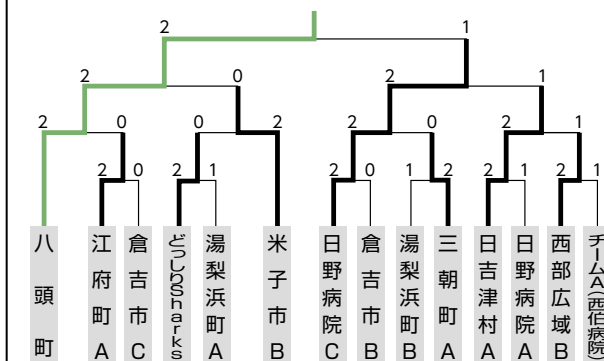 2 1
2 0 2 1
2 0 0 2 2 0 2 1
2 0 2 1 2 0 1 2 2 1 2 1
八頭町
江府町A
倉吉市C
どっしりSharks
湯梨浜町A
米子市B
日野病院C
倉吉市B
湯梨浜町B
三朝町A
日吉津村A
日野病院A
西部広域B
チームA(西伯病院)